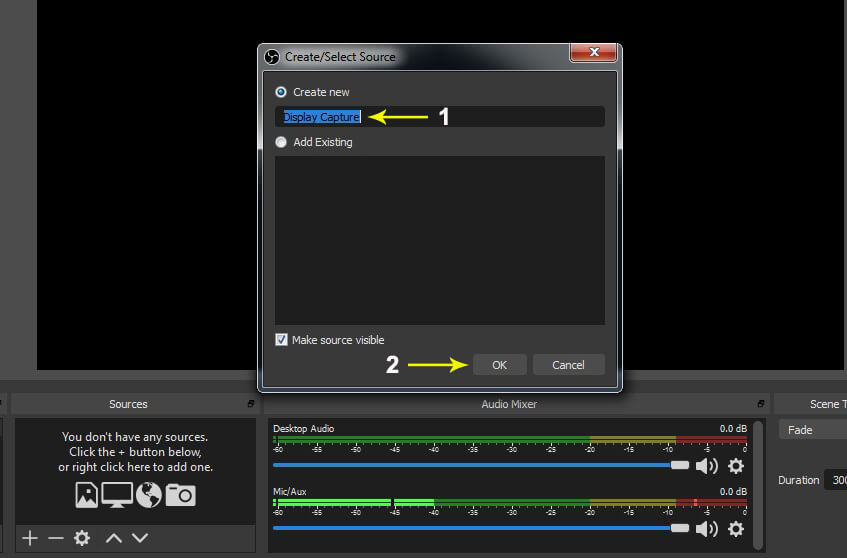 Create/Select Source
X
Create new
Display Capture
1
Add Existing
Make source visible
2
OK
Cancel
Sources
You don't have any sources.
Click the + button below,
or right click here to add one.
Audio Mixer
Desktop Audio
0.0 dB
-60 -55 -50 -45 -40 -35 -30 -25 -20 -15 -10 -5 0
Mic/Aux
0.0 dB
-60 -55 -50 -45 -40 -35 -30 -25 -20 -15 -10 -5 0
Scene T
Fade
Duration 300